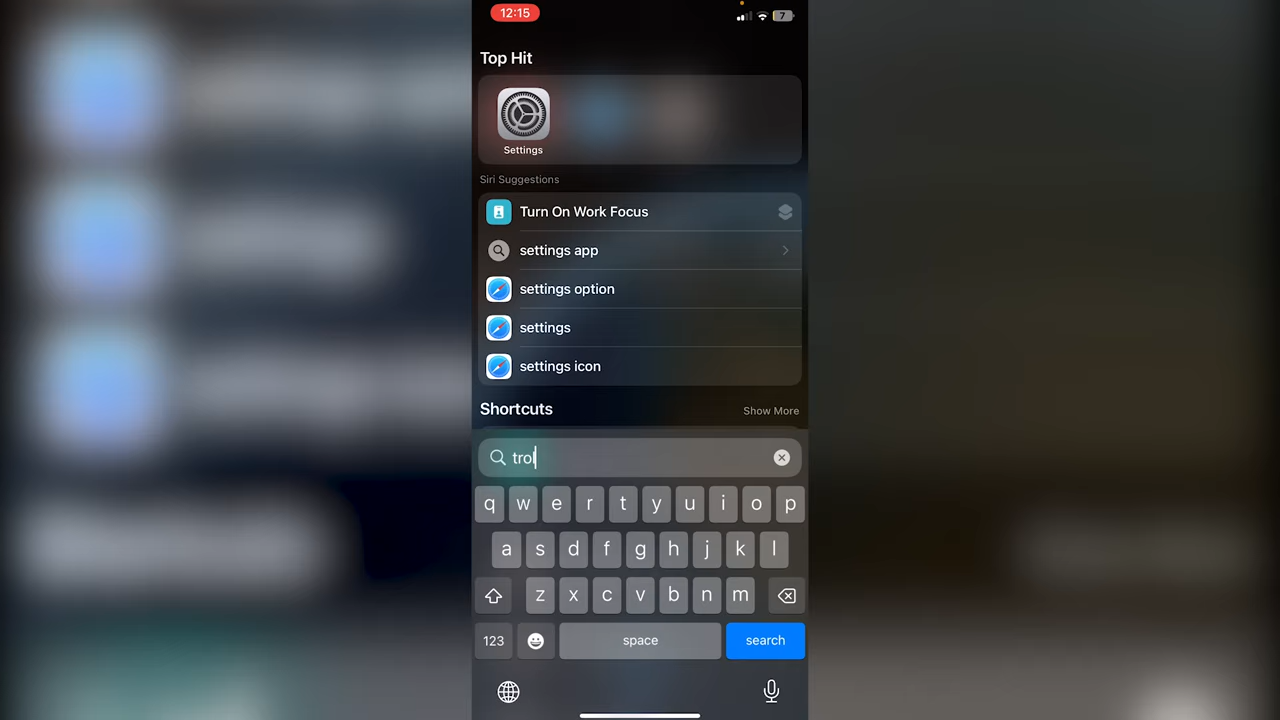 12:15
7
Top Hit
Settings
Siri Suggestions
Turn On Work Focus
settings app
settings option
settings
settings icon
Shortcuts Show More
trol
q w e r t y u i o p
a s d f g h j k l
z x c v b n m
123 space search